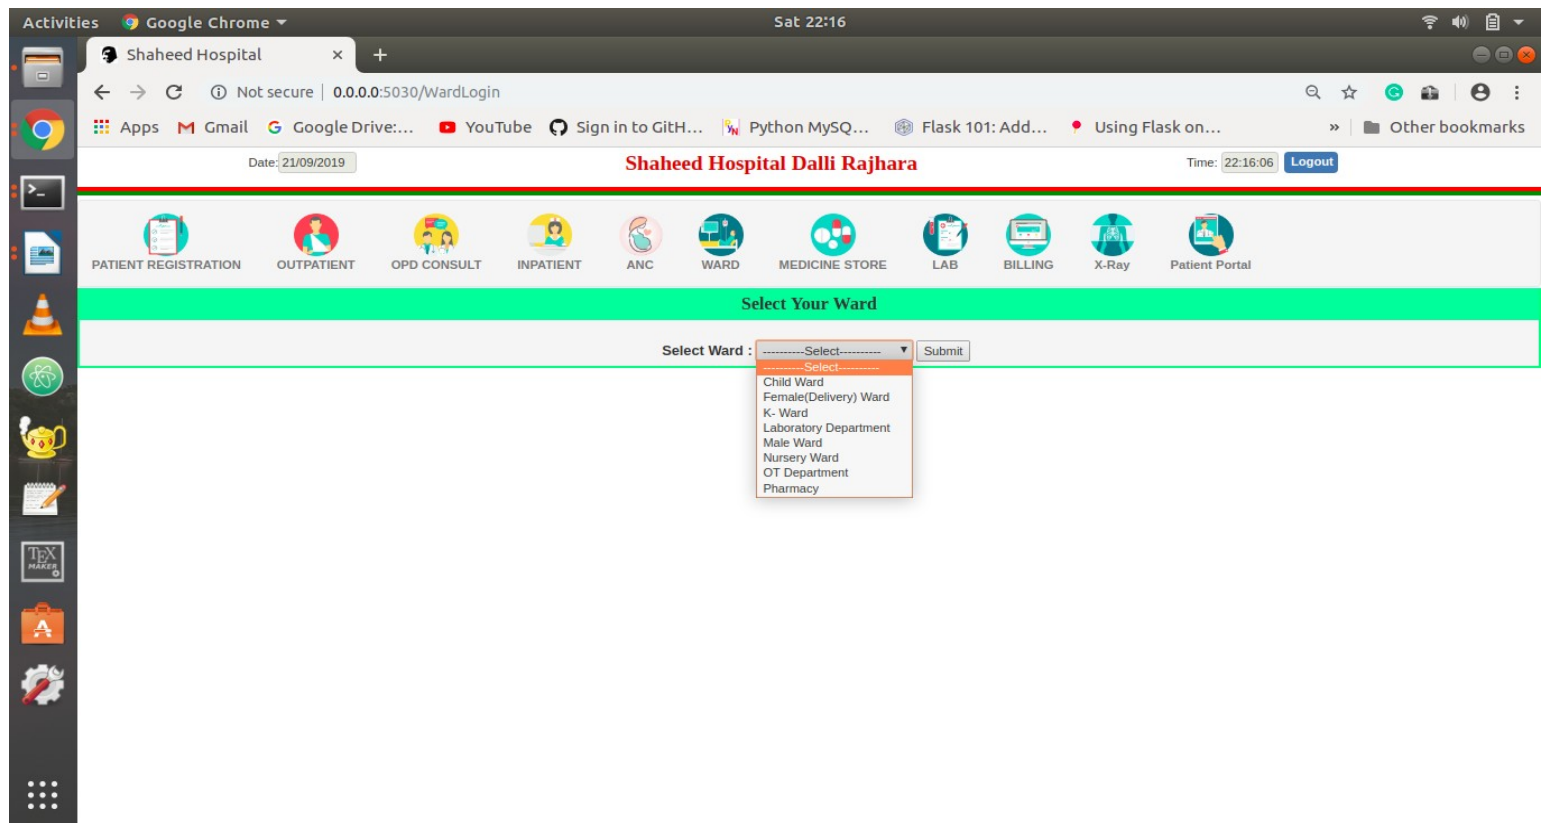 Activities Google Chrome Sat 22:16
Shaheed Hospital
Not secure | 0.0.0.0:5030/WardLogin
Apps Gmail Google Drive:... YouTube Sign in to GitH... Python MySQ... Flask 101: Add... Using Flask on... » Other bookmarks
Date: 21/09/2019 Shaheed Hospital Dalli Rajhara Time: 22:16:06 Logout
PATIENT REGISTRATION OUTPATIENT OPD CONSULT INPATIENT ANC WARD MEDICINE STORE LAB BILLING X-Ray Patient Portal
Select Your Ward
Select Ward : ----------Select---------- Submit
----------Select----------
Child Ward
Female(Delivery) Ward
K- Ward
Laboratory Department
Male Ward
Nursery Ward
OT Department
Pharmacy
TEX
MAKER